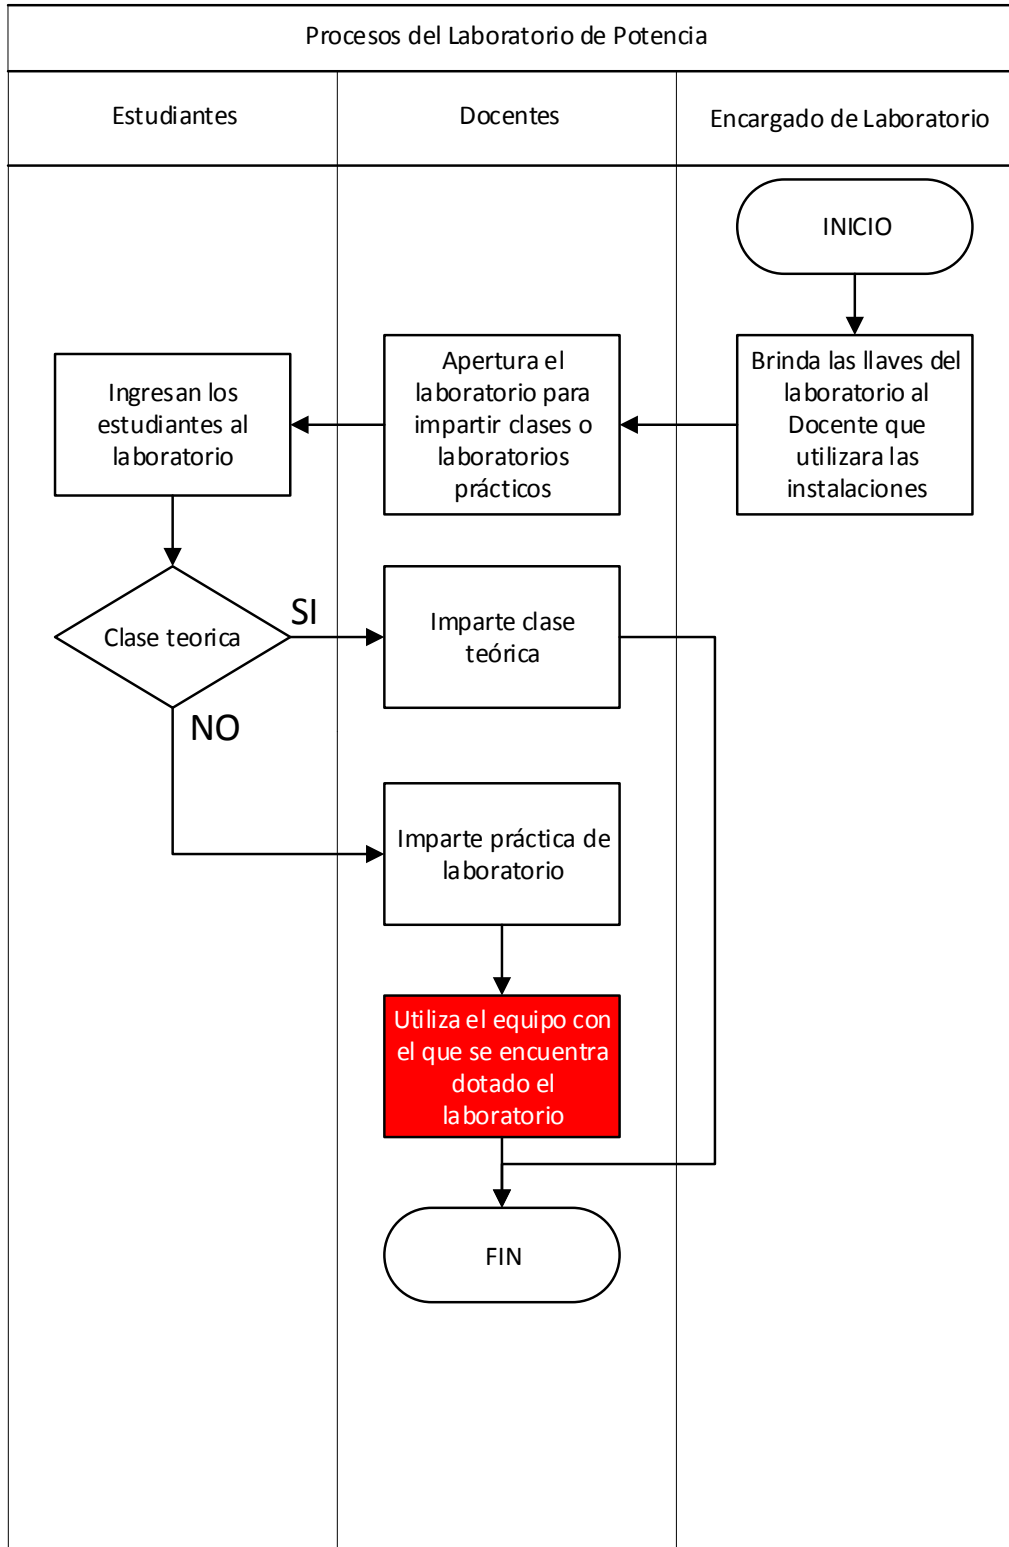 Procesos del Laboratorio de Potencia
Estudiantes
Docentes
Encargado de Laboratorio
INICIO
Brinda las llaves del
laboratorio al
Docente que
utilizara las
instalaciones
Apertura el
laboratorio para
impartir clases o
laboratorios
prácticos
Ingresan los
estudiantes al
laboratorio
Clase teorica
SI
Imparte clase
teórica
NO
Imparte práctica de
laboratorio
Utiliza el equipo con
el que se encuentra
dotado el
laboratorio
FIN